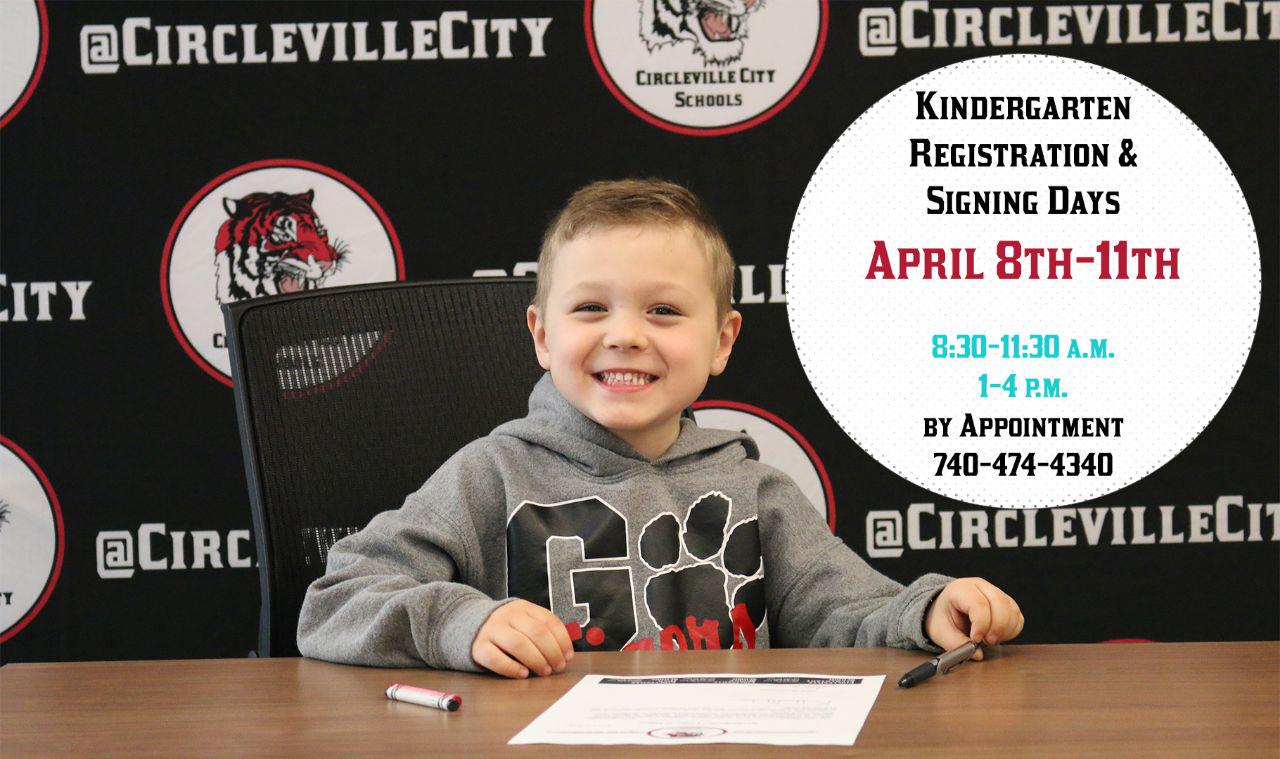 @CirclevilleCity
Circleville City
Schools
@CirclevilleCity
Kindergarten
Registration &
Signing Days
April 8th-11th
8:30-11:30 a.m.
1-4 p.m.
by Appointment
740-474-4340
City
@CirclevilleCity
Go